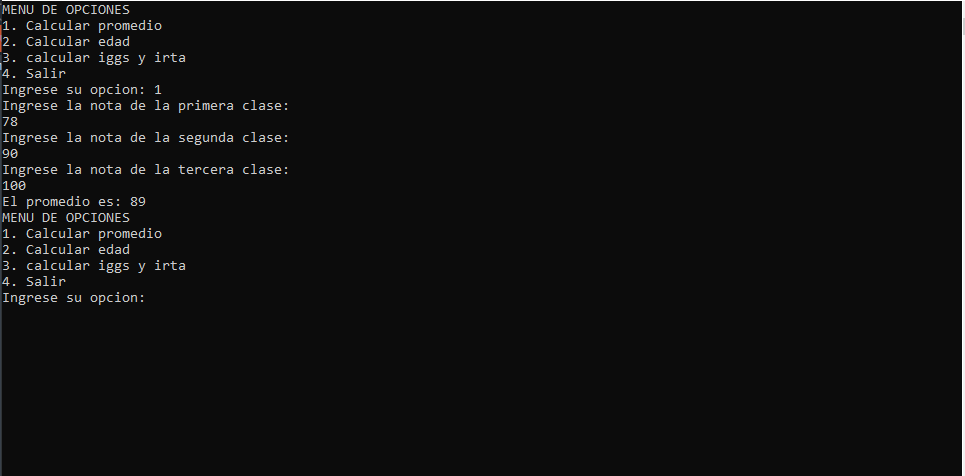 MENU DE OPCIONES
1. Calcular promedio
2. Calcular edad
3. calcular iggs y irta
4. Salir
Ingrese su opcion: 1
Ingrese la nota de la primera clase:
78
Ingrese la nota de la segunda clase:
90
Ingrese la nota de la tercera clase:
100
El promedio es: 89
MENU DE OPCIONES
1. Calcular promedio
2. Calcular edad
3. calcular iggs y irta
4. Salir
Ingrese su opcion: